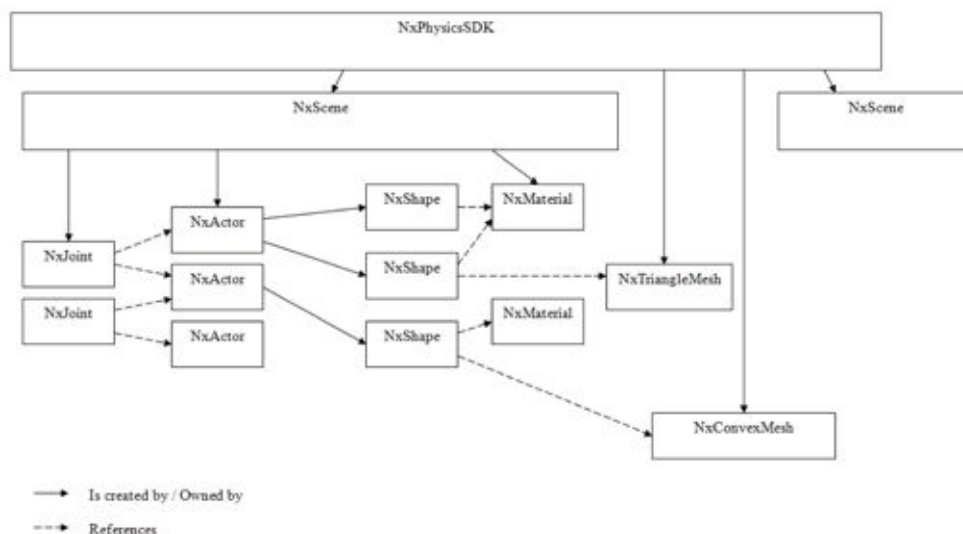 NxPhysicsSDK
NxScene
NxScene
NxShape
NxMaterial
NxActor
NxJoint
NxShape
NxActor
NxTriangleMesh
NxJoint
NxMaterial
NxActor
NxShape
NxConvexMesh
Is created by / Owned by
References